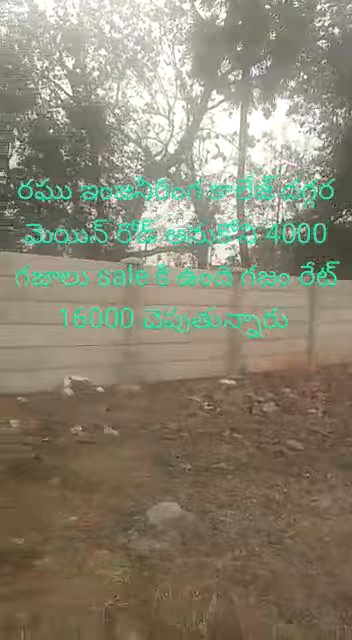 రఘు ఇంజనీరింగ్ కాలేజ్ దగ్గర
మెయిన్ రోడ్ ఆనుకోని 4000
గజాలు sale కి ఉంది గజం రేట్
16000 చెపుతున్నారు